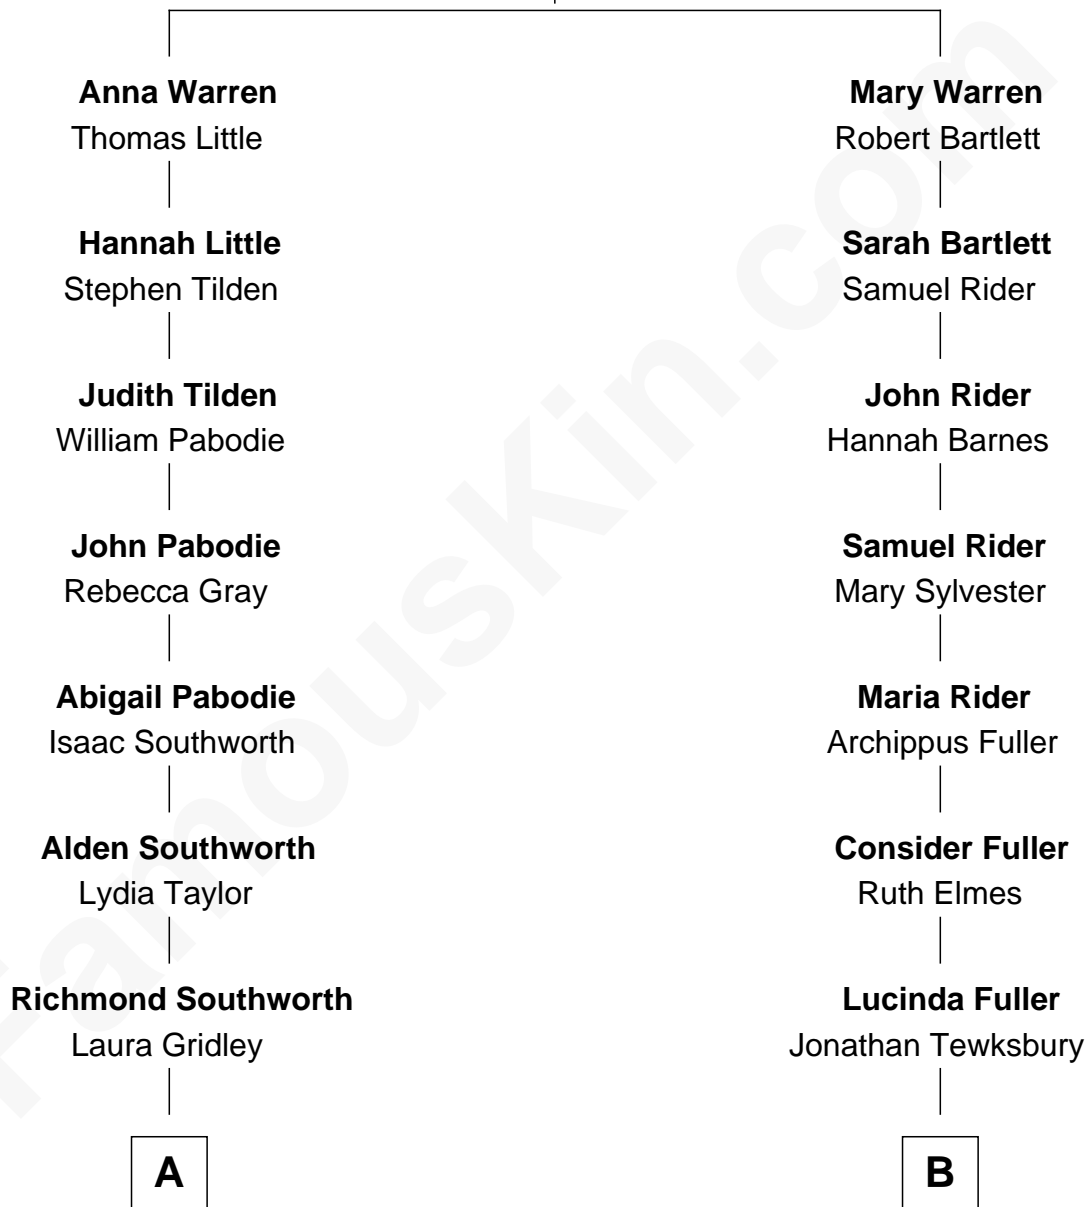 Anna Warren
Thomas Little
Hannah Little
Stephen Tilden
Judith Tilden
William Pabodie
John Pabodie
Rebecca Gray
Abigail Pabodie
Isaac Southworth
Alden Southworth
Lydia Taylor
Richmond Southworth
Laura Gridley
A
Mary Warren
Robert Bartlett
Sarah Bartlett
Samuel Rider
John Rider
Hannah Barnes
Samuel Rider
Mary Sylvester
Maria Rider
Archippus Fuller
Consider Fuller
Ruth Elmes
Lucinda Fuller
Jonathan Tewksbury
B
FamousKin.com